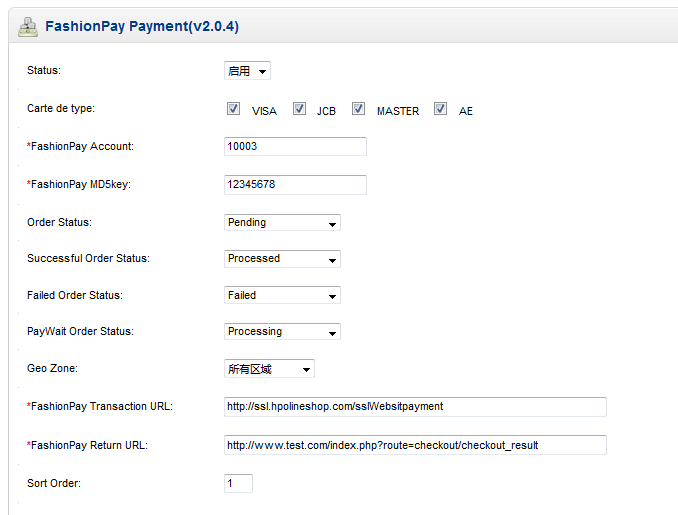 FashionPay Payment(v2.0.4)
Status: 启用
Carte de type: VISA JCB MASTER AE
*FashionPay Account: 10003
*FashionPay MD5key: 12345678
Order Status: Pending
Successful Order Status: Processed
Failed Order Status: Failed
PayWait Order Status: Processing
Geo Zone: 所有区域
*FashionPay Transaction URL: http://ssl.hpolineshop.com/sslWebsitpayment
*FashionPay Return URL: http://www.test.com/index.php?route=checkout/checkout_result
Sort Order: 1